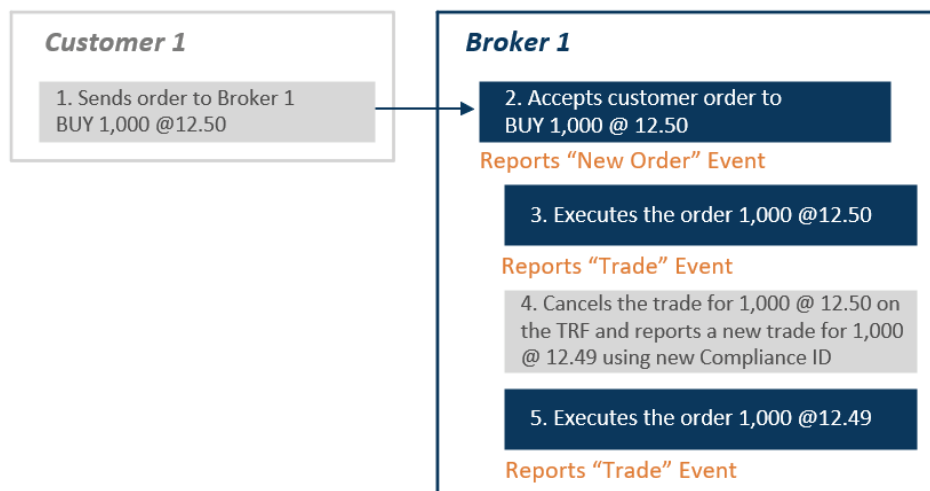 Customer 1
1. Sends order to Broker 1
BUY 1,000 @12.50
Broker 1
2. Accepts customer order to
BUY 1,000 @ 12.50
Reports “New Order” Event
3. Executes the order 1,000 @12.50
Reports “Trade” Event
4. Cancels the trade for 1,000 @ 12.50 on
the TRF and reports a new trade for 1,000
@ 12.49 using new Compliance ID
5. Executes the order 1,000 @12.49
Reports “Trade” Event